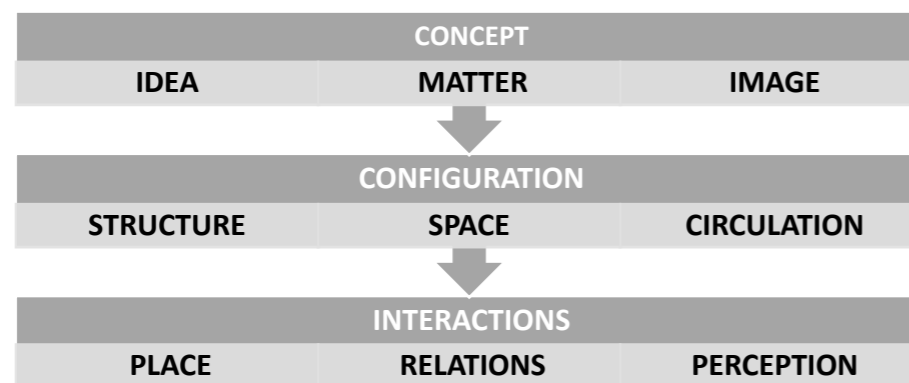 CONCEPT
IDEA MATTER IMAGE
CONFIGURATION
STRUCTURE SPACE CIRCULATION
INTERACTIONS
PLACE RELATIONS PERCEPTION